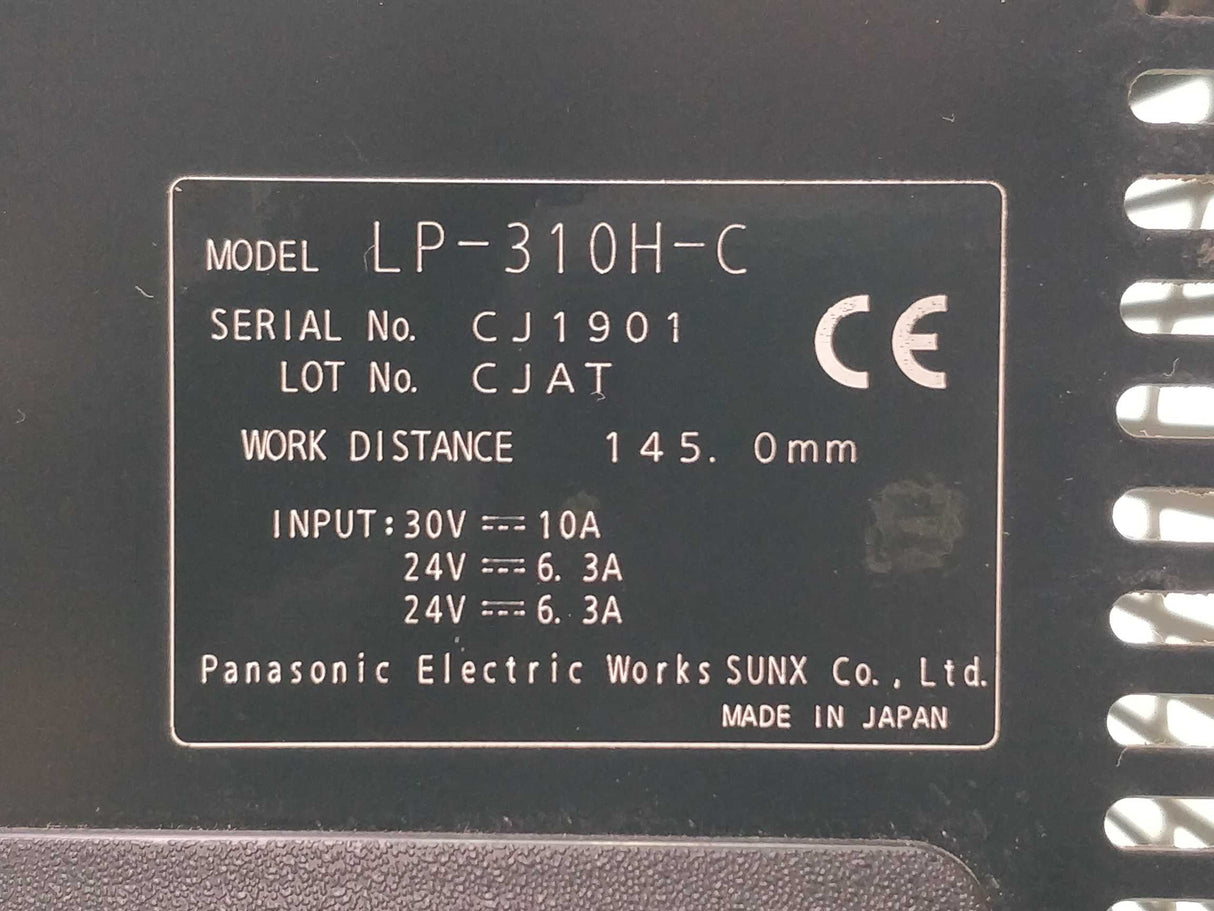 MODEL LP-310H-C
SERIAL No. CJ1901
LOT No. CJAT
CE
WORK DISTANCE 145.0mm
INPUT: 30V ⎓ 10A
24V ⎓ 6.3A
24V ⎓ 6.3A
Panasonic Electric Works SUNX Co., Ltd.
MADE IN JAPAN